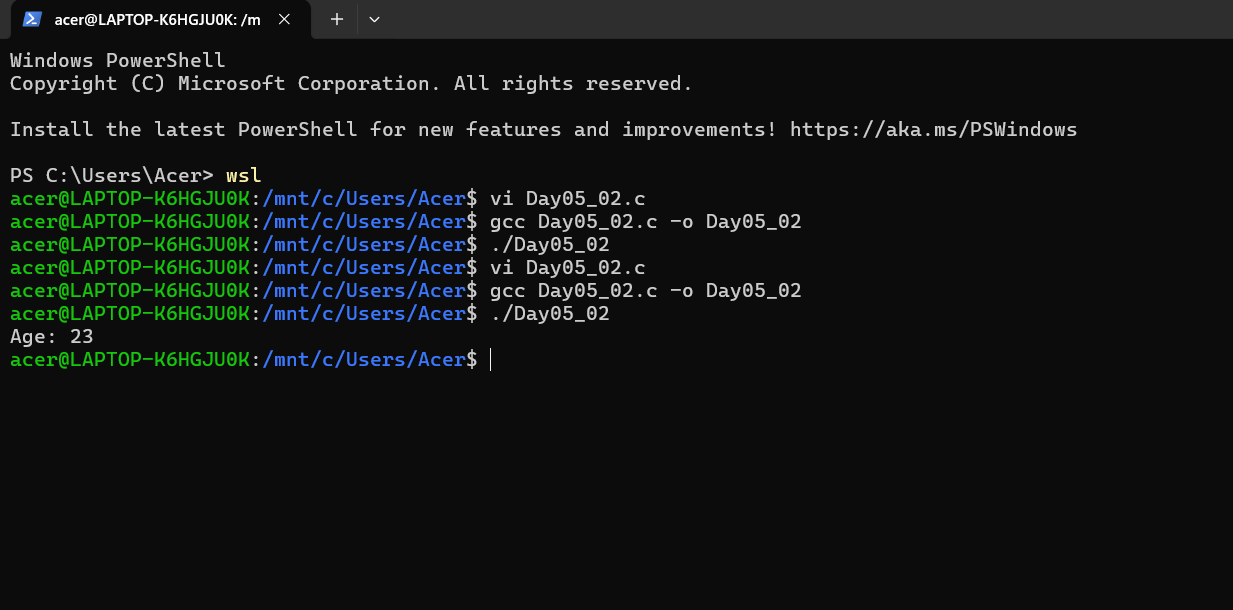 acer@LAPTOP-K6HGJU0K: /m
Windows PowerShell
Copyright (C) Microsoft Corporation. All rights reserved.
Install the latest PowerShell for new features and improvements! https://aka.ms/PSWindows
PS C:\Users\Acer> wsl
acer@LAPTOP-K6HGJU0K:/mnt/c/Users/Acer$ vi Day05_02.c
acer@LAPTOP-K6HGJU0K:/mnt/c/Users/Acer$ gcc Day05_02.c -o Day05_02
acer@LAPTOP-K6HGJU0K:/mnt/c/Users/Acer$ ./Day05_02
acer@LAPTOP-K6HGJU0K:/mnt/c/Users/Acer$ vi Day05_02.c
acer@LAPTOP-K6HGJU0K:/mnt/c/Users/Acer$ gcc Day05_02.c -o Day05_02
acer@LAPTOP-K6HGJU0K:/mnt/c/Users/Acer$ ./Day05_02
Age: 23
acer@LAPTOP-K6HGJU0K:/mnt/c/Users/Acer$